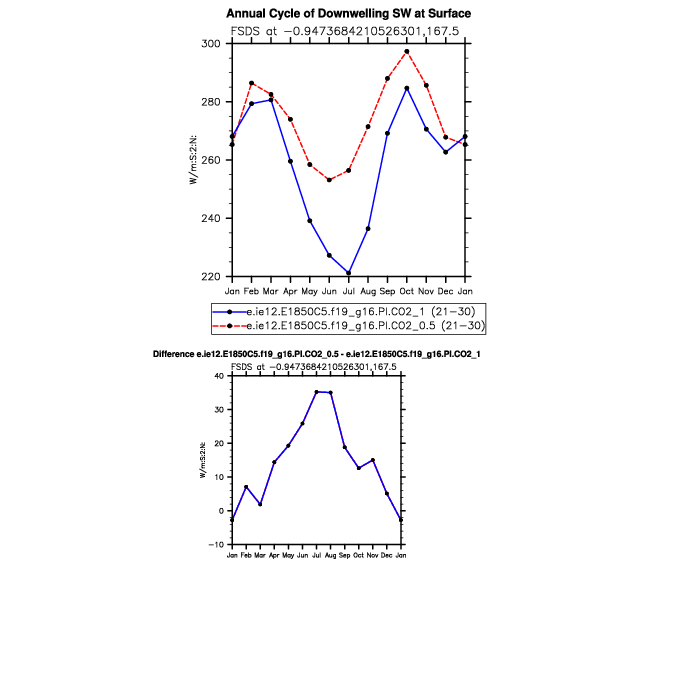 Annual Cycle of Downwelling SW at Surface
FSDS at −0.9473684210526301,167.5
300
280
260
240
220
W/m:S:2:N:
Jan Feb Mar Apr May Jun Jul Aug Sep Oct Nov Dec Jan
e.ie12.E1850C5.f19_g16.PI.CO2_1 (21−30)
e.ie12.E1850C5.f19_g16.PI.CO2_0.5 (21−30)
Difference e.ie12.E1850C5.f19_g16.PI.CO2_0.5 - e.ie12.E1850C5.f19_g16.PI.CO2_1
FSDS at −0.9473684210526301,167.5
40
30
20
10
0
−10
W/m:S:2:N:
Jan Feb Mar Apr May Jun Jul Aug Sep Oct Nov Dec Jan